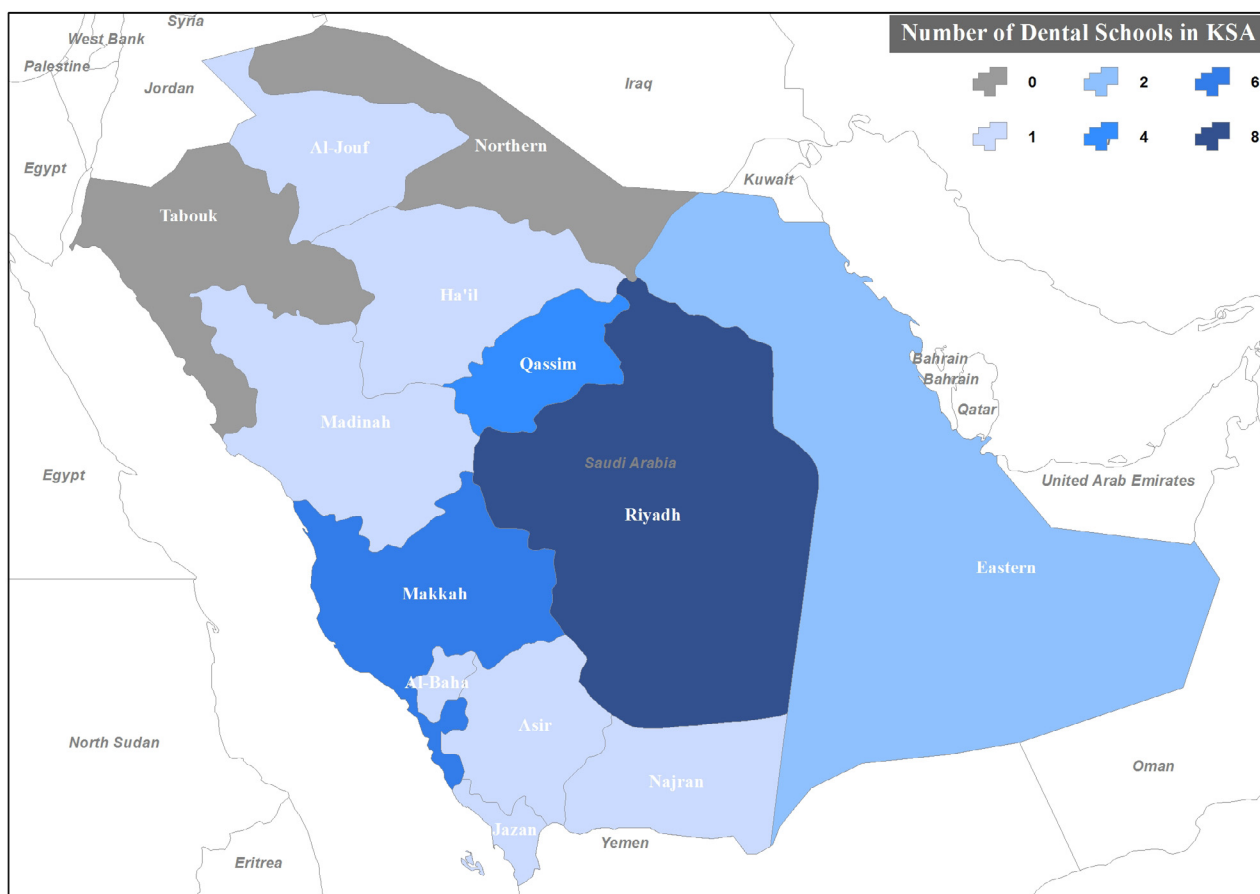 Number of Dental Schools in KSA
0
2
6
1
4
8
Syria
West Bank
Palestine
Jordan
Iraq
Al-Jouf
Northern
Egypt
Kuwait
Tabouk
Ha'il
Bahrain
Qassim
Bahrain
Qatar
Madinah
Saudi Arabia
Egypt
United Arab Emirates
Riyadh
Eastern
Makkah
Al-Baha
Asir
North Sudan
Oman
Najran
Jazan
Yemen
Eritrea